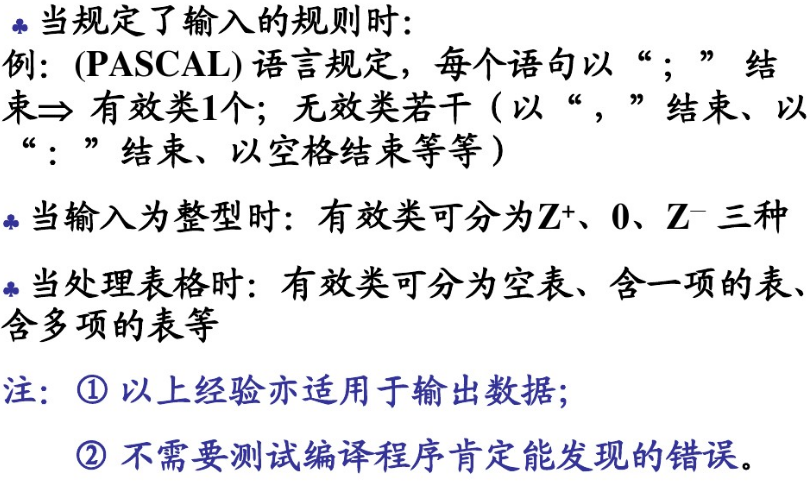 ♣ 当规定了输入的规则时：
例：(PASCAL) 语言规定，每个语句以“；” 结
束⇒ 有效类1个；无效类若干（以“，”结束、以
“：”结束、以空格结束等等）
♣ 当输入为整型时：有效类可分为Z⁺、0、Z⁻ 三种
♣ 当处理表格时：有效类可分为空表、含一项的表、
含多项的表等
注： ① 以上经验亦适用于输出数据；
② 不需要测试编译程序肯定能发现的错误。